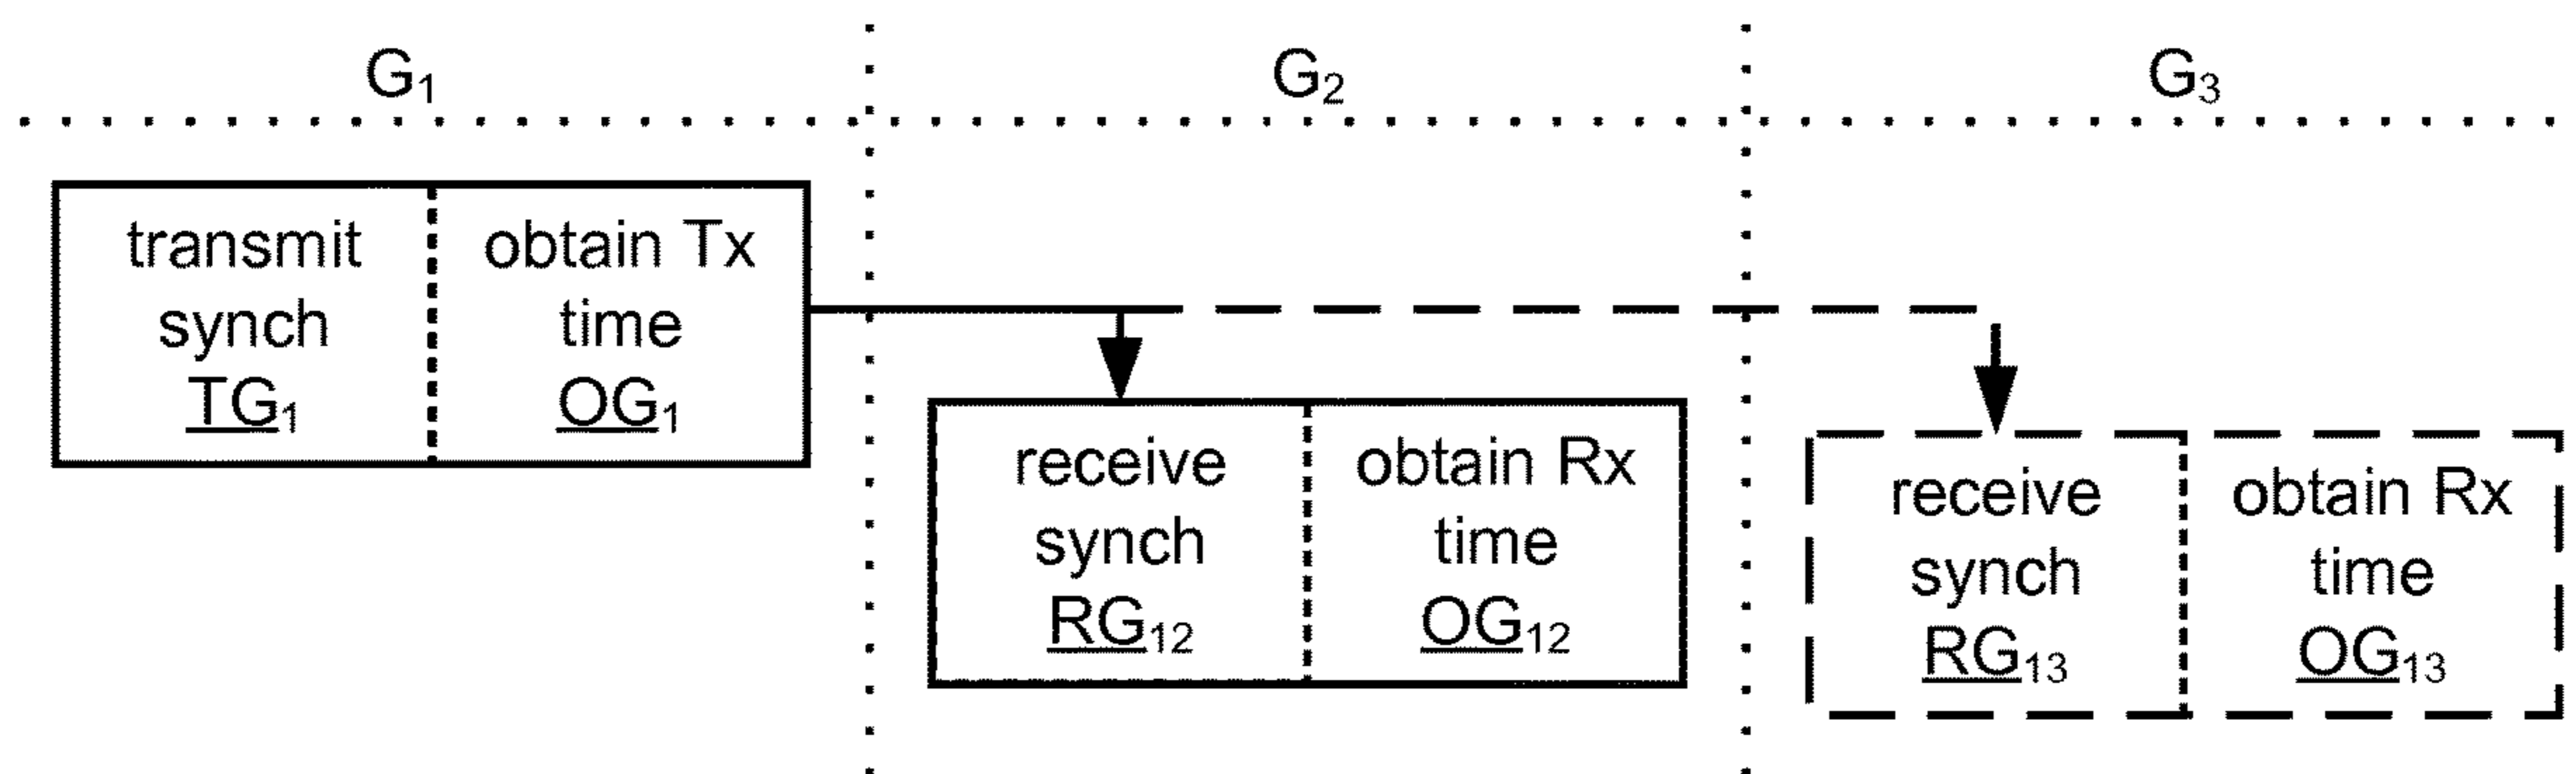 G₁ G₂ G₃
transmit obtain Tx
synch time
TG₁ OG₁
receive obtain Rx
synch time
RG₁₂ OG₁₂
receive obtain Rx
synch time
RG₁₃ OG₁₃